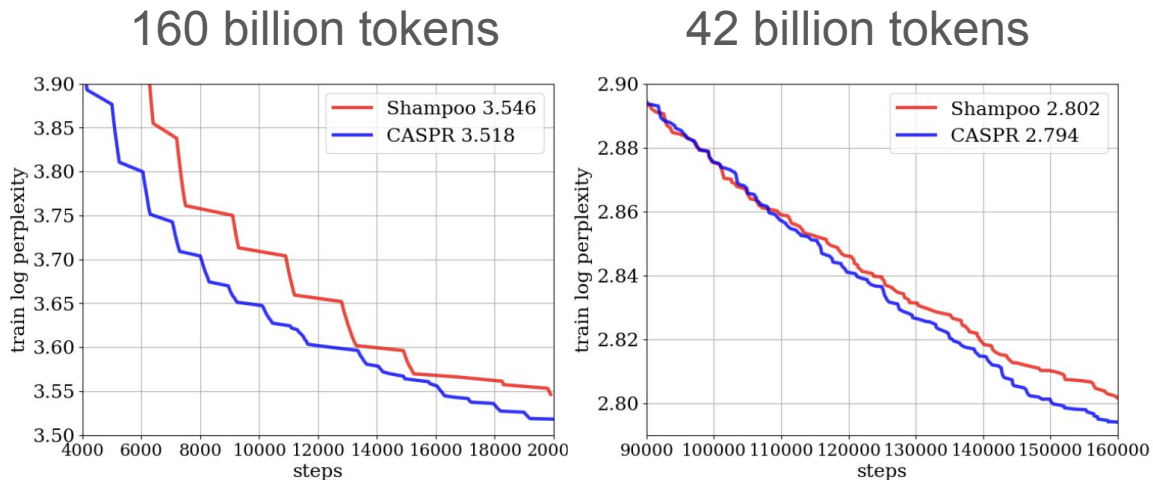 160 billion tokens
42 billion tokens
3.90
3.85
3.80
3.75
3.70
3.65
3.60
3.55
3.50
train log perplexity
Shampoo 3.546
CASPR 3.518
4000 6000 8000 10000 12000 14000 16000 18000 2000
steps
2.90
2.88
2.86
2.84
2.82
2.80
train log perplexity
Shampoo 2.802
CASPR 2.794
90000 100000 110000 120000 130000 140000 150000 160000
steps